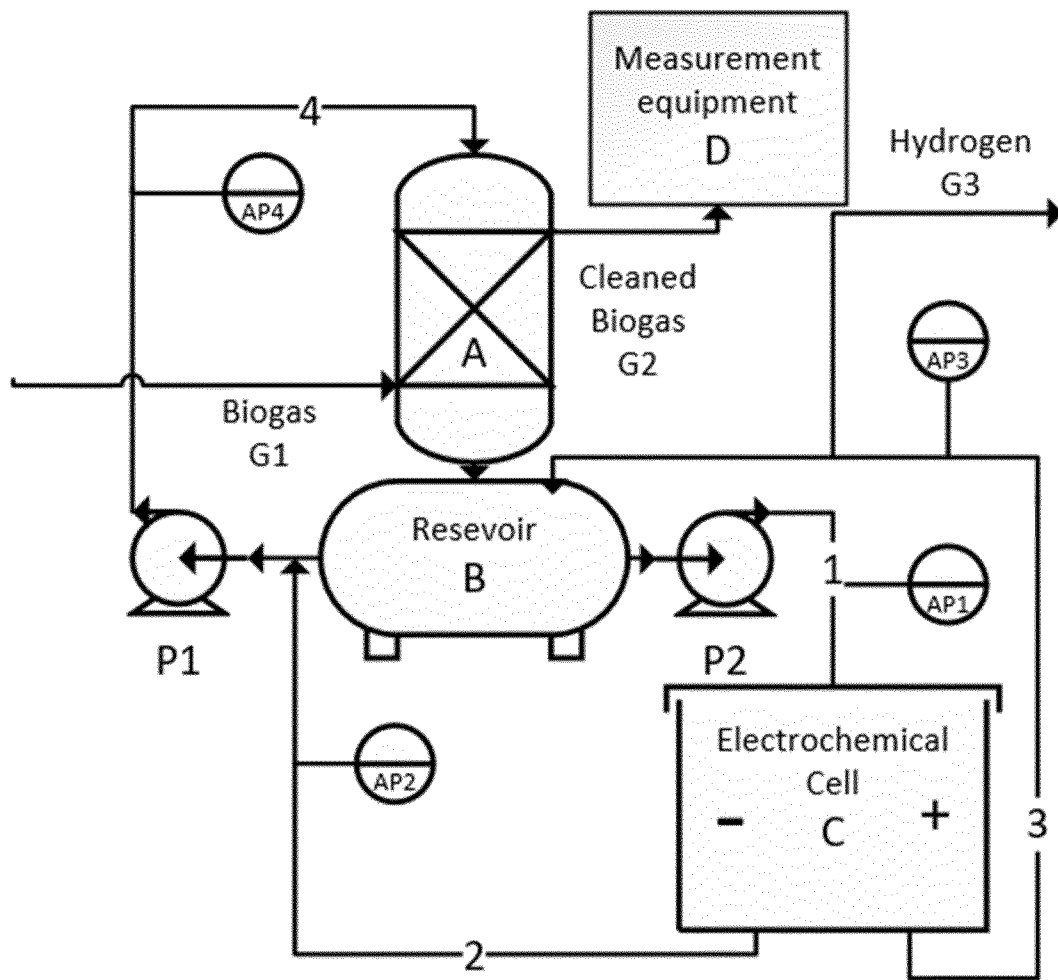 4
Measurement
equipment
D
Hydrogen
G3
AP4
Cleaned
Biogas
G2
A
AP3
Biogas
G1
Resevoir
B
1
AP1
P1
P2
Electrochemical
Cell
C
-
+
AP2
3
2